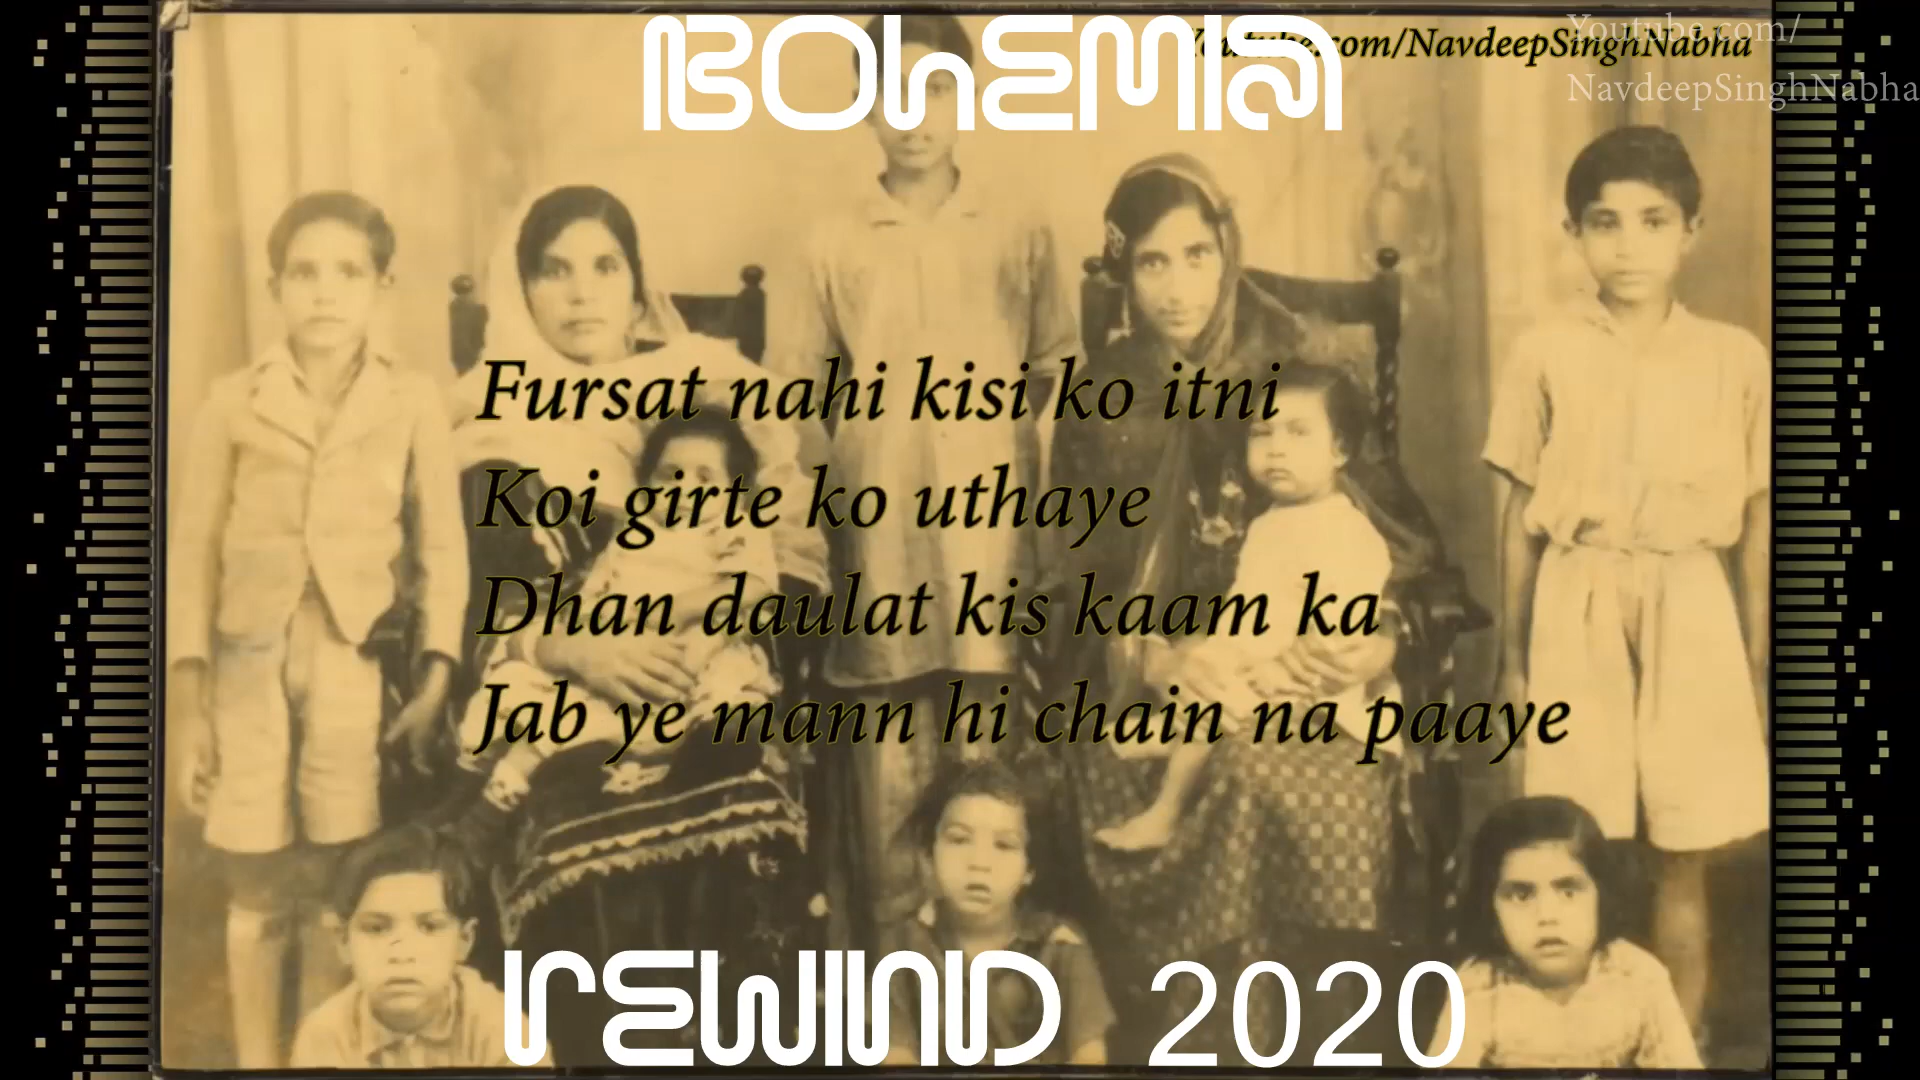 BOhEMIA
Youtube.com/NavdeepSinghNabha
Youtube.com/
NavdeepSinghNabha
Fursat nahi kisi ko itni
Koi girte ko uthaye
Dhan daulat kis kaam ka
Jab ye mann hi chain na paaye
rEWIND 2020